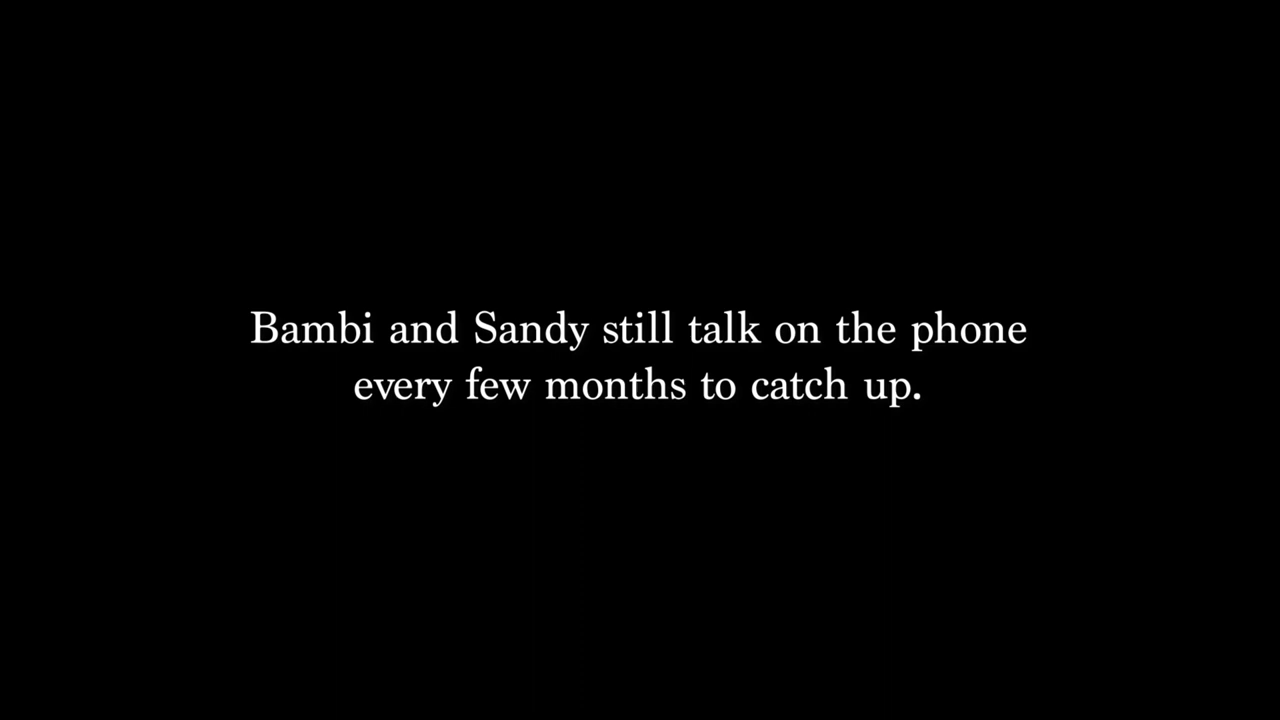 Bambi and Sandy still talk on the phone
every few months to catch up.